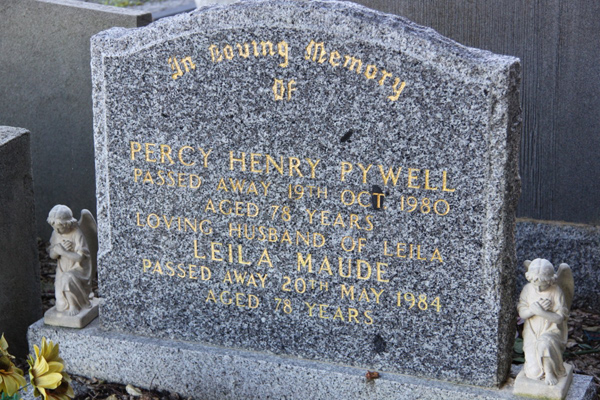 In Loving Memory
Of
PERCY HENRY PYWELL
PASSED AWAY 19TH OCT 1980
AGED 78 YEARS
LOVING HUSBAND OF LEILA
LEILA MAUDE
PASSED AWAY 20TH MAY 1984
AGED 78 YEARS